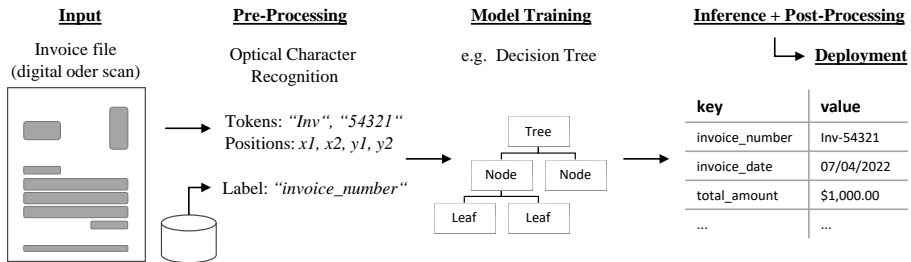 Input
Invoice file
(digital oder scan)
Pre-Processing
Optical Character
Recognition
Tokens: “Inv“, “54321“
Positions: x1, x2, y1, y2
Label: “invoice_number“
Model Training
e.g. Decision Tree
Tree
Node Node
Leaf Leaf
Inference + Post-Processing
Deployment
key value
invoice_number Inv-54321
invoice_date 07/04/2022
total_amount $1,000.00
... ...